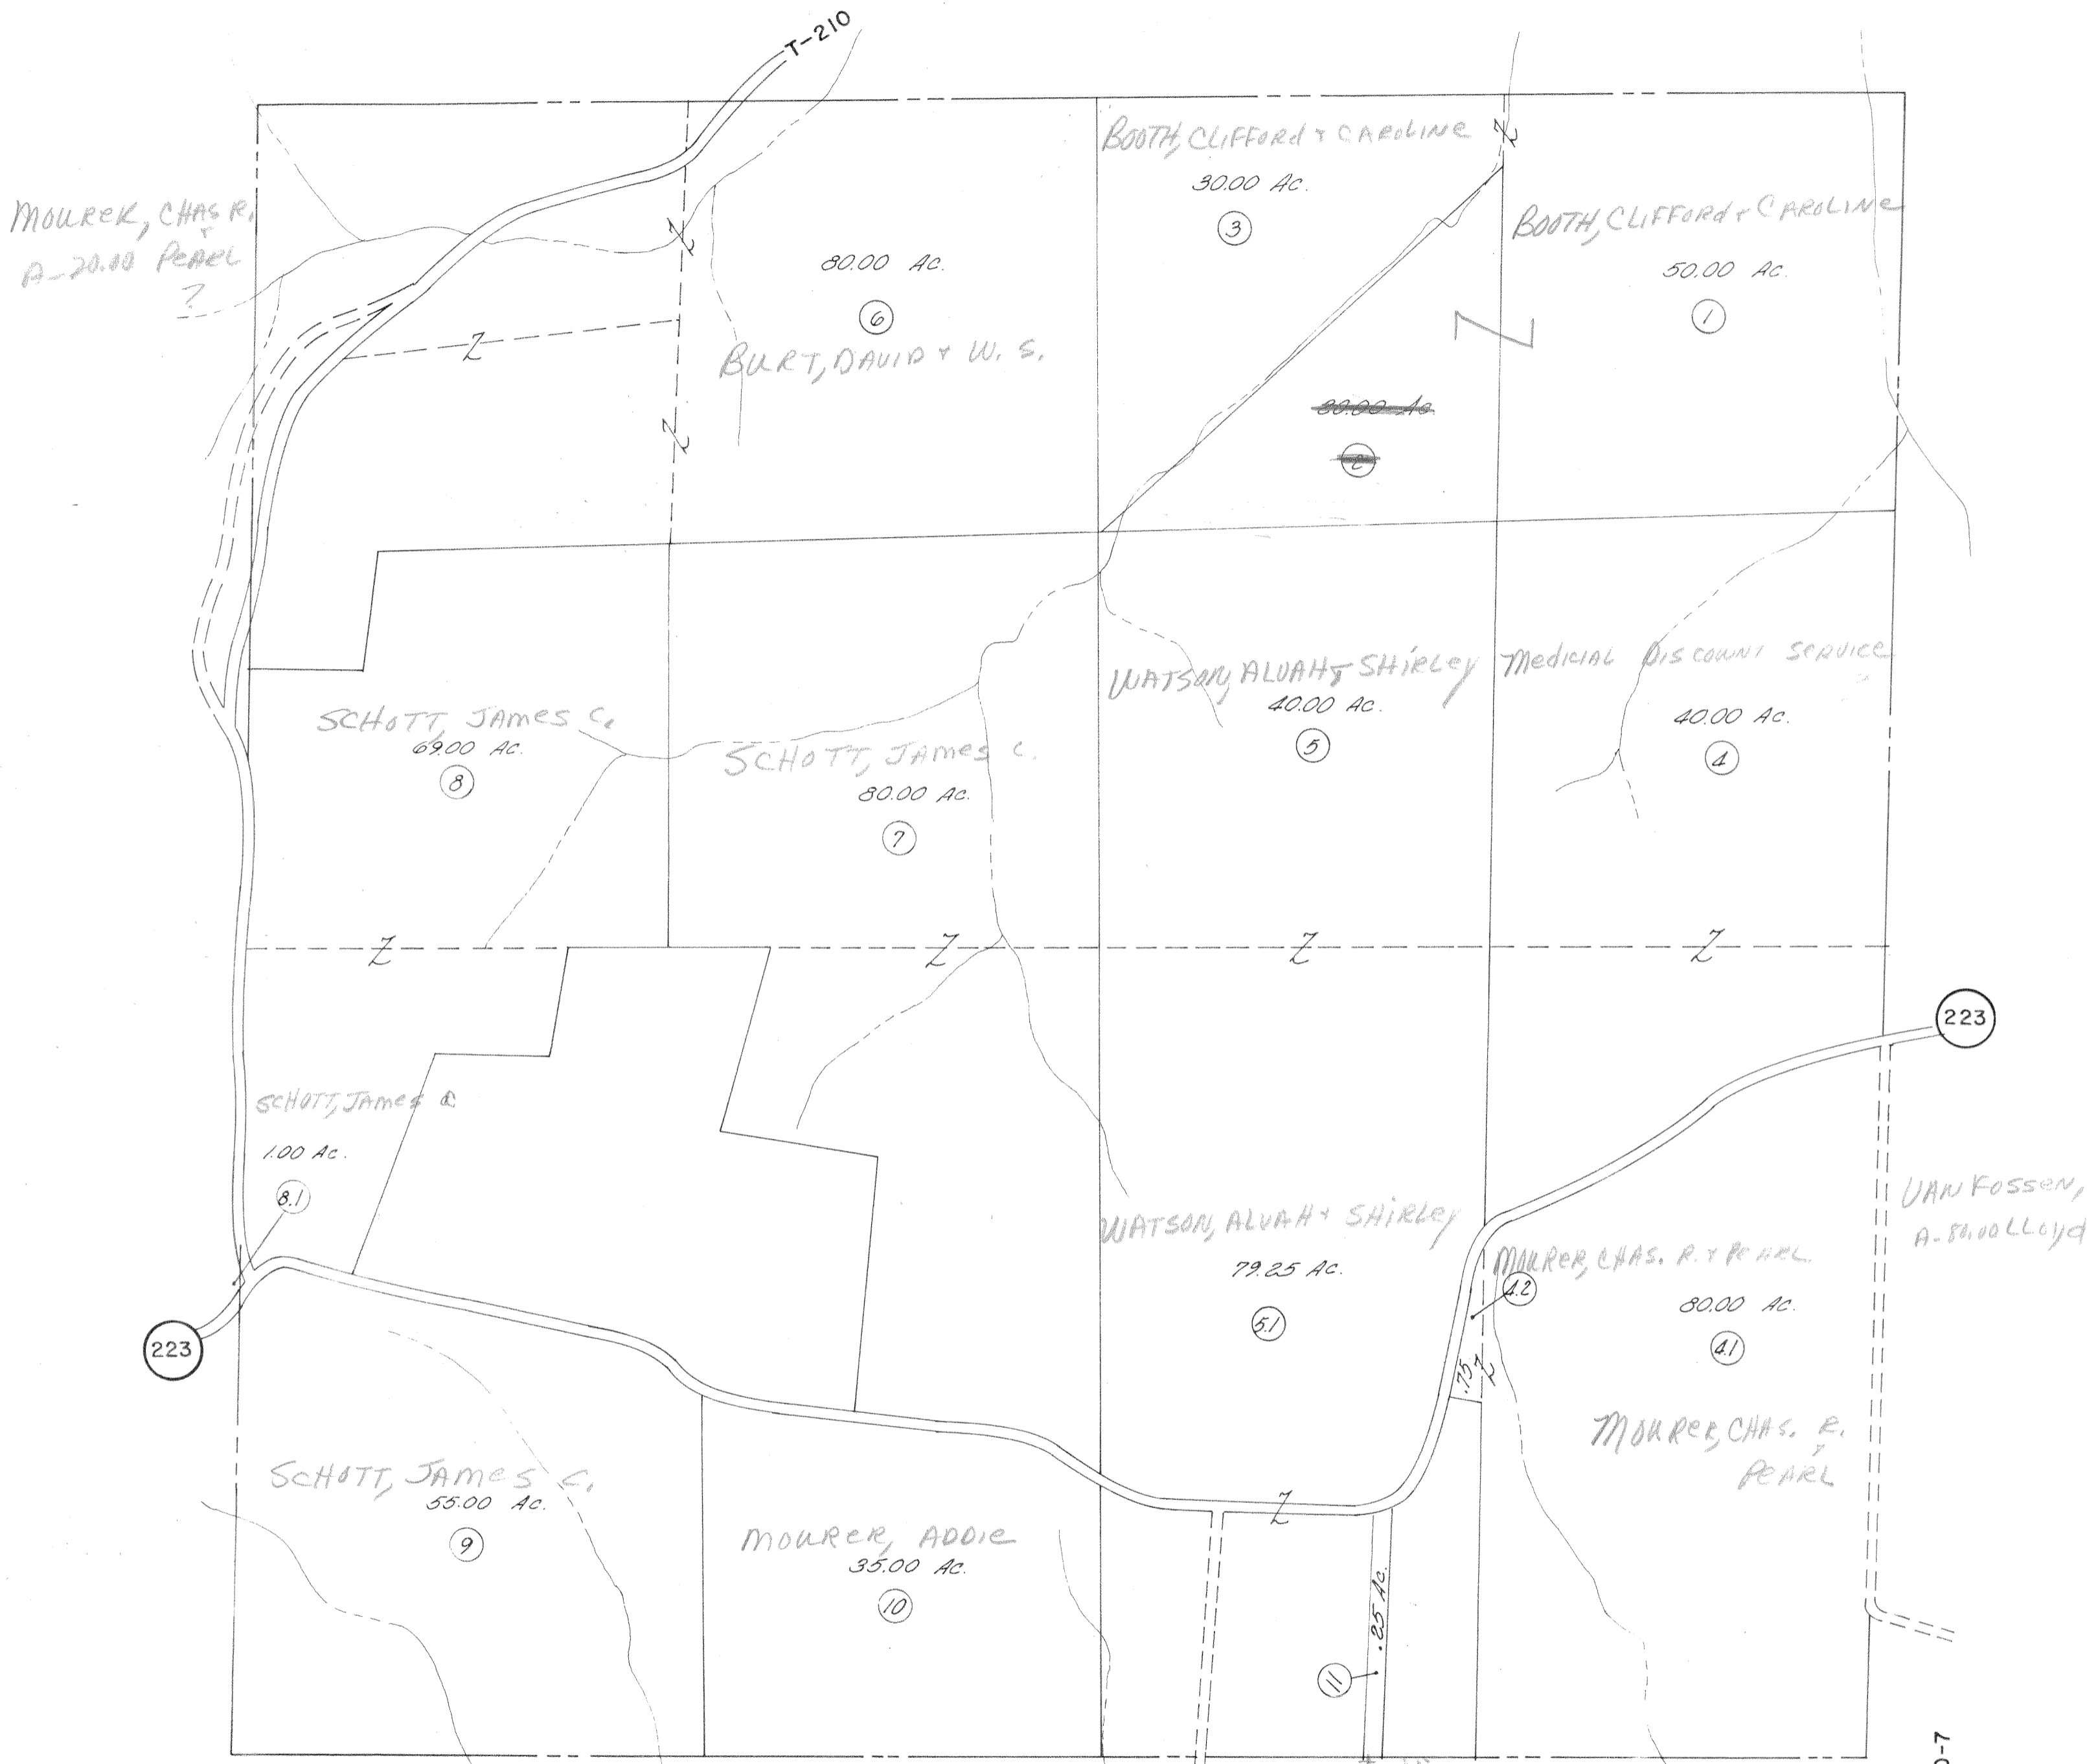 T-210
BOOTH, CLIFFORD & CAROLINE
30.00 Ac.
3
Z
MOURER, CHAS R.
&
A-20.00 PEARL
?
Z
80.00 AC.
6
BURT, DAVID & W. S.
Z
Z
BOOTH, CLIFFORD & CAROLINE
50.00 AC.
1
Z
SCHOTT, JAMES C.
69.00 AC.
8
SCHOTT, JAMES C.
80.00 AC.
7
WATSON, ALVAH & SHIRLEY
40.00 AC.
5
MEDICIAL DISCOUNT SERVICE
40.00 AC.
4
Z
Z
Z
Z
223
SCHOTT, JAMES C
1.00 AC.
8.1
WATSON, ALVAH & SHIRLEY
79.25 AC.
5.1
MOURER, CHAS. R. & PEARL
4.2
80.00 AC.
4.1
VAN FOSSEN,
A-80.00 LLOYD
.75
Z
223
MOURER, CHAS. R.
&
PEARL
SCHOTT, JAMES C.
55.00 AC.
9
MOURER, ADDIE
35.00 AC.
10
Z
.25 AC.
11